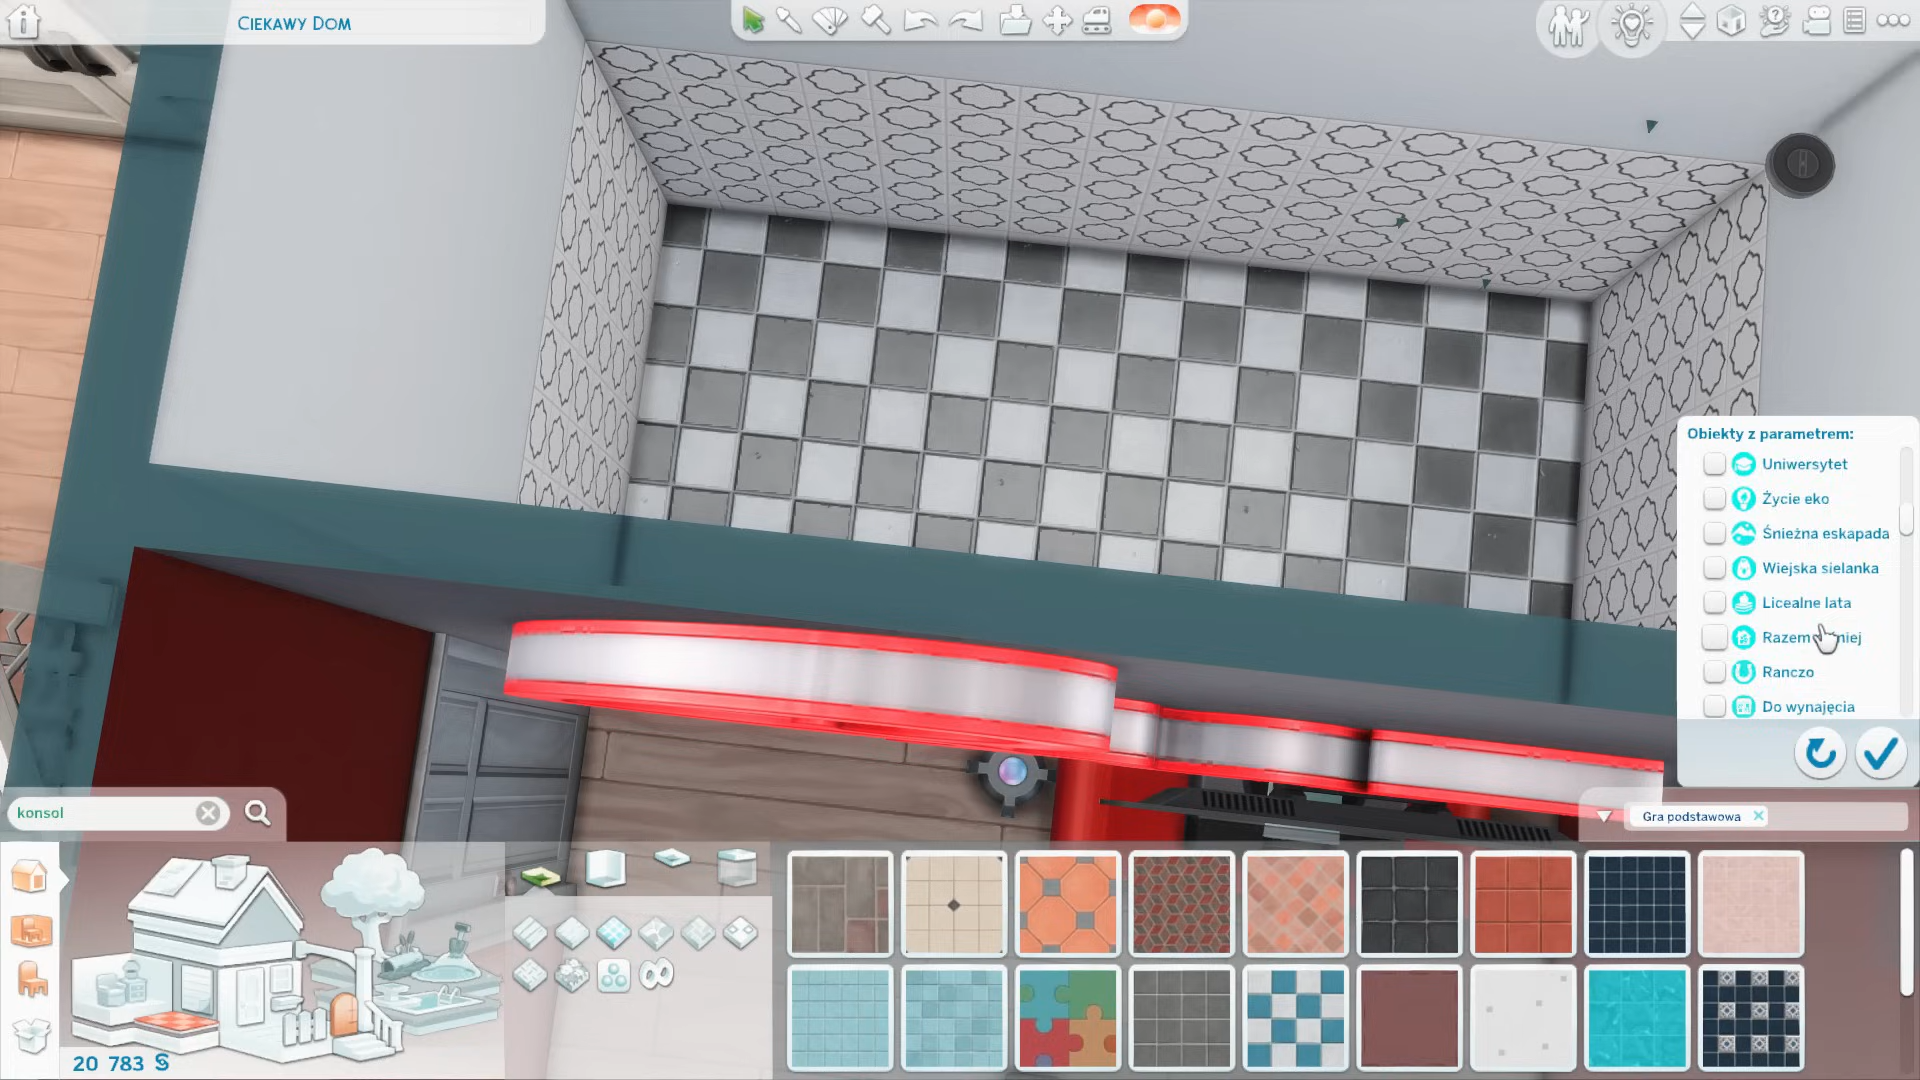 Ciekawy Dom
Obiekty z parametrem:
Uniwersytet
Życie eko
Śnieżna eskapada
Wiejska sielanka
Licealne lata
Razem
Ranczo
Do wynajęcia
konsol
Gra podstawowa
20 783 §